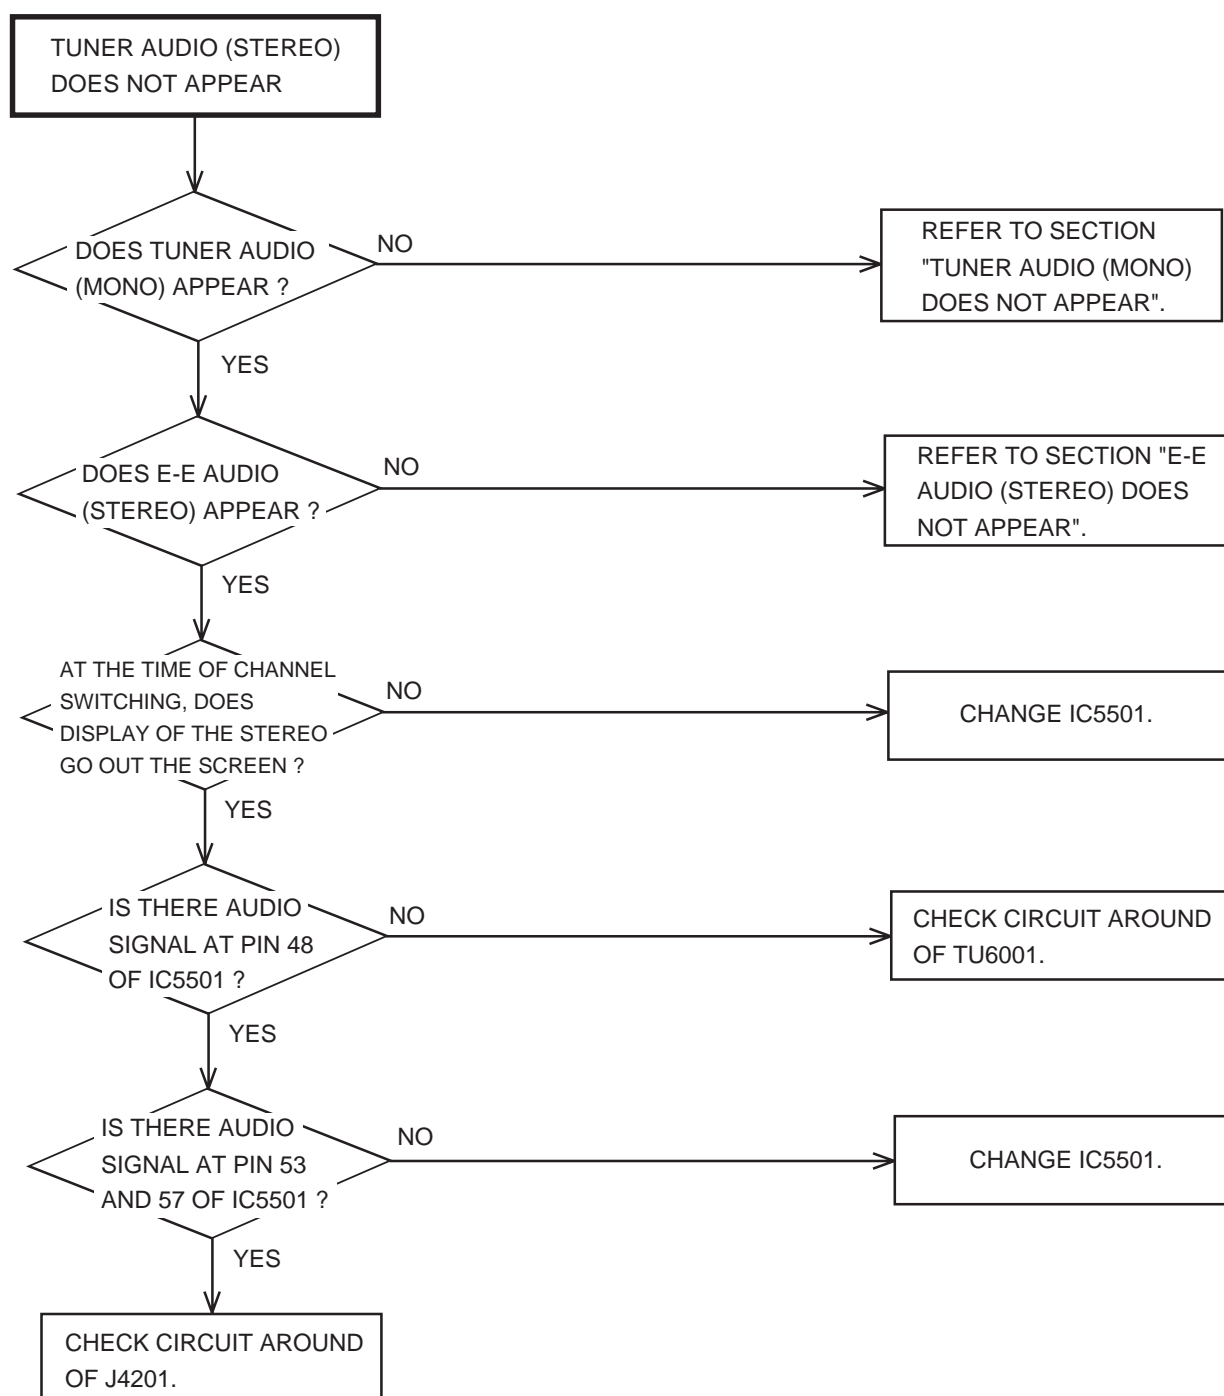 TUNER AUDIO (STEREO)
DOES NOT APPEAR
DOES TUNER AUDIO
(MONO) APPEAR ?
NO
REFER TO SECTION
"TUNER AUDIO (MONO)
DOES NOT APPEAR".
YES
DOES E-E AUDIO
(STEREO) APPEAR ?
NO
REFER TO SECTION "E-E
AUDIO (STEREO) DOES
NOT APPEAR".
YES
AT THE TIME OF CHANNEL
SWITCHING, DOES
DISPLAY OF THE STEREO
GO OUT THE SCREEN ?
NO
CHANGE IC5501.
YES
IS THERE AUDIO
SIGNAL AT PIN 48
OF IC5501 ?
NO
CHECK CIRCUIT AROUND
OF TU6001.
YES
IS THERE AUDIO
SIGNAL AT PIN 53
AND 57 OF IC5501 ?
NO
CHANGE IC5501.
YES
CHECK CIRCUIT AROUND
OF J4201.